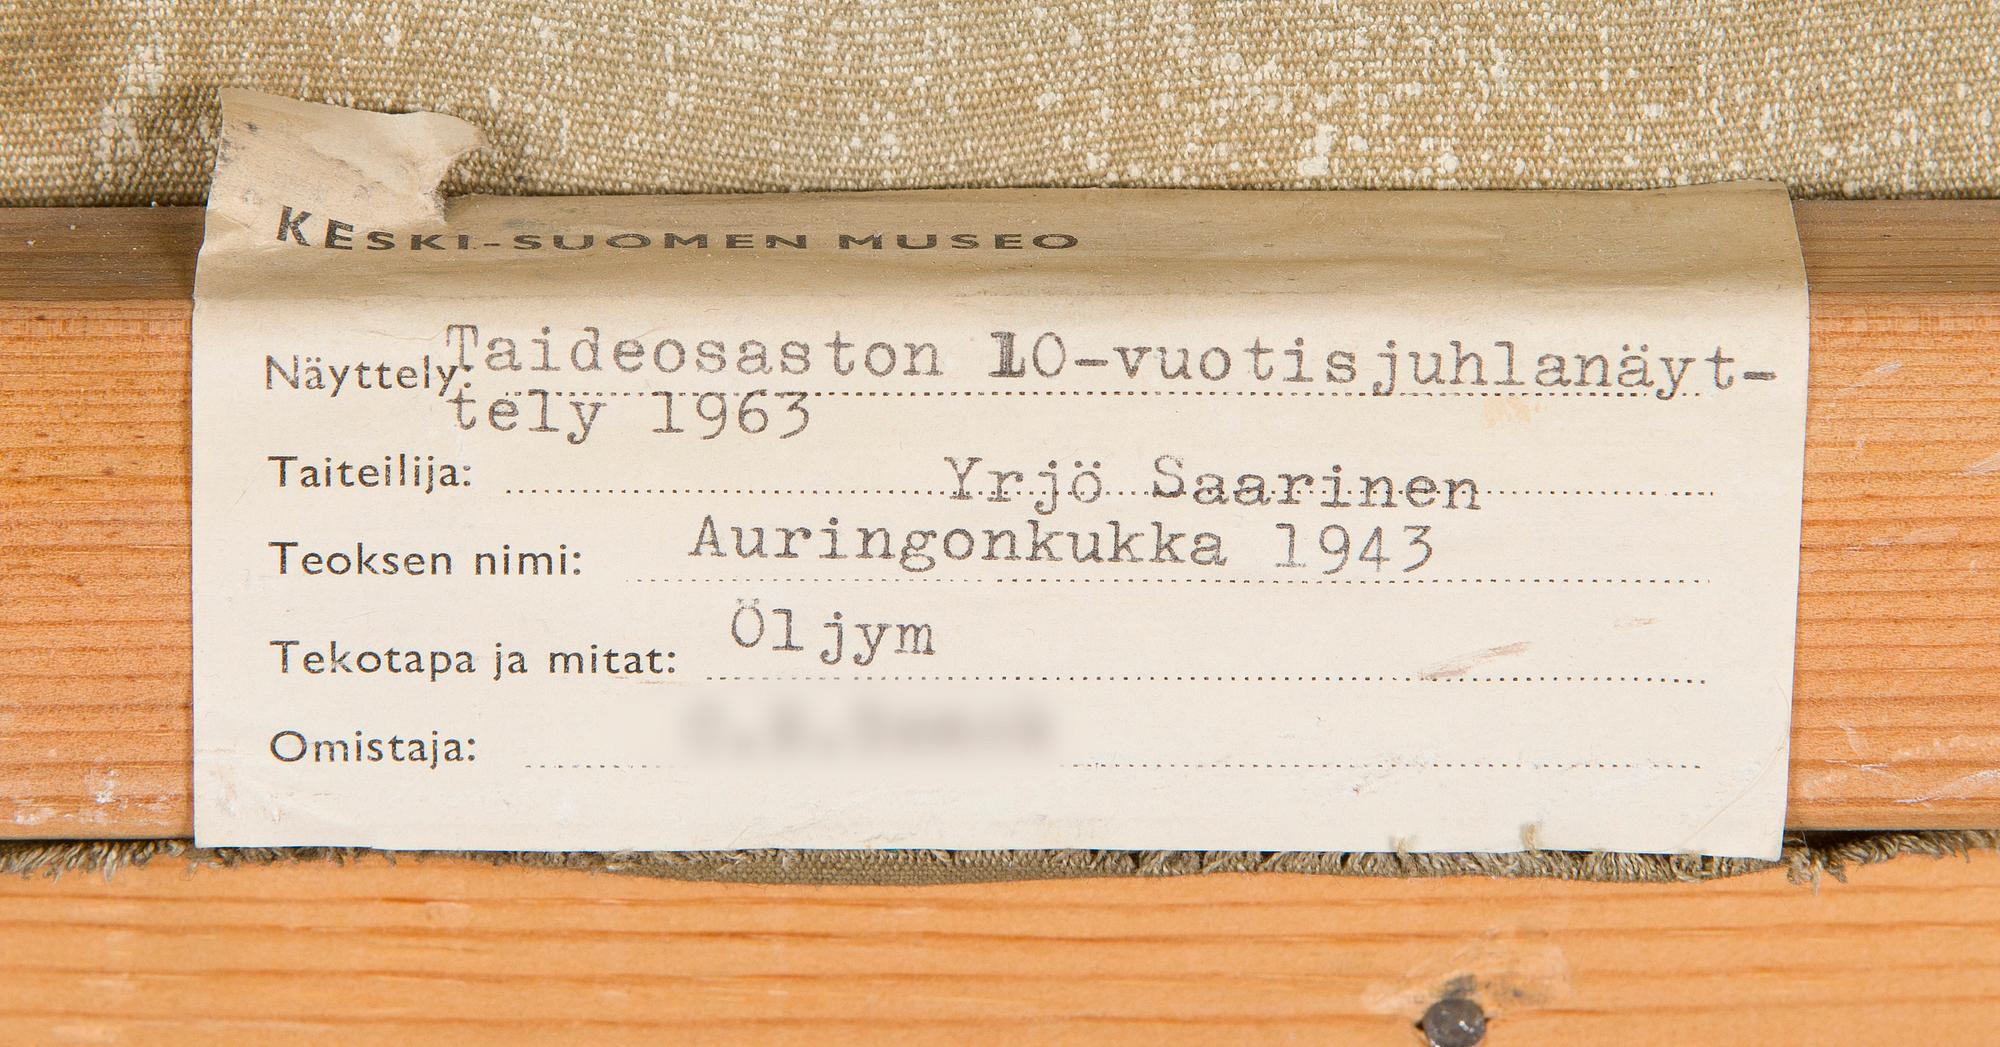 KESKI-SUOMEN MUSEO
Näyttely: Taideosaston 10-vuotisjuhlanäyt-
tely 1963
Taiteilija: Yrjö Saarinen
Teoksen nimi: Auringonkukka 1943
Tekotapa ja mitat: Öljym
Omistaja: